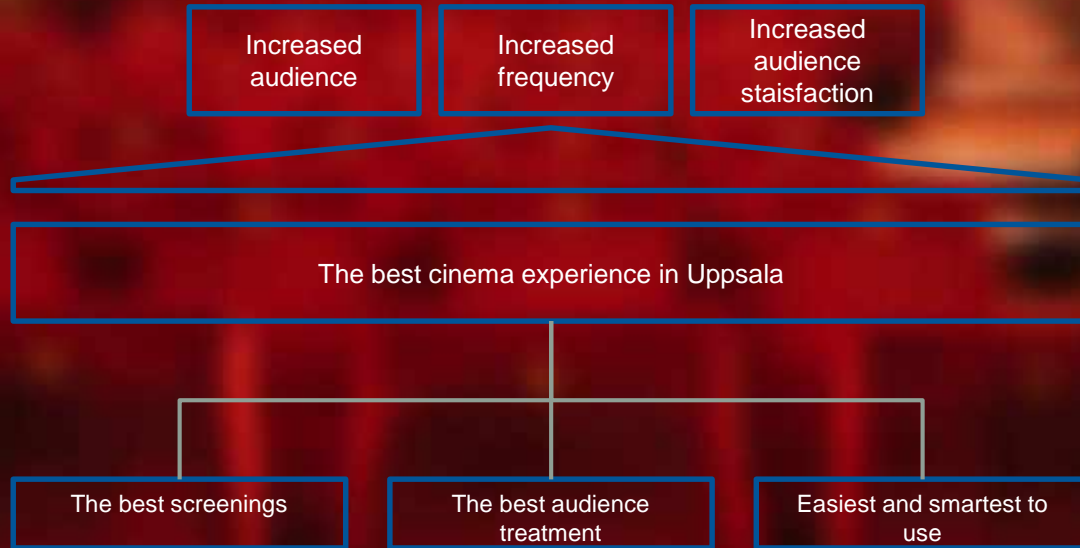 Increased
audience
Increased
frequency
Increased
audience
staisfaction
The best cinema experience in Uppsala
The best screenings
The best audience
treatment
Easiest and smartest to
use